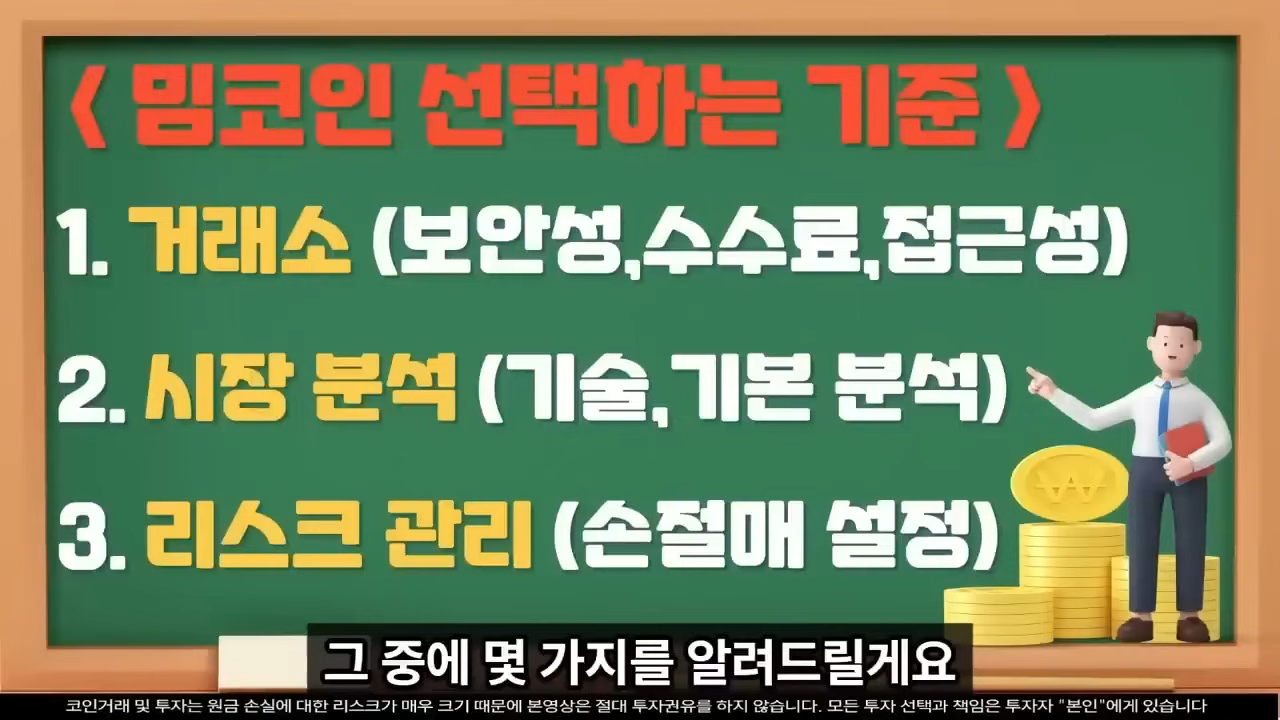 < 밈코인 선택하는 기준 >
1. 거래소 (보안성,수수료,접근성)
2. 시장 분석 (기술,기본 분석)
3. 리스크 관리 (손절매 설정)
W
그 중에 몇 가지를 알려드릴게요
코인거래 및 투자는 원금 손실에 대한 리스크가 매우 크기 때문에 본영상은 절대 투자권유를 하지 않습니다. 모든 투자 선택과 책임은 투자자 "본인"에게 있습니다